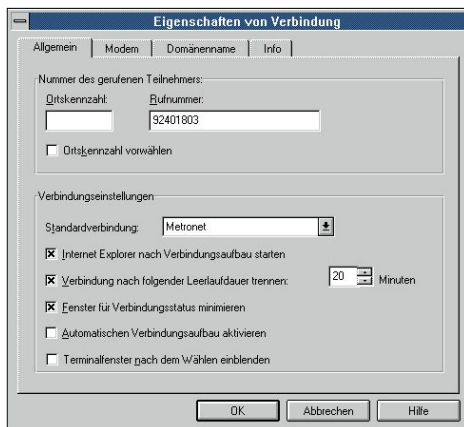 Eigenschaften von Verbindung
Allgemein Modem Domänenname Info
Nummer des gerufenen Teilnehmers:
Ortskennzahl: Rufnummer:
92401803
Ortskennzahl vorwählen
Verbindungseinstellungen
Standardverbindung: Metronet
Internet Explorer nach Verbindungsaufbau starten
Verbindung nach folgender Leerlaufdauer trennen: 20 Minuten
Fenster für Verbindungsstatus minimieren
Automatischen Verbindungsaufbau aktivieren
Terminalfenster nach dem Wählen einblenden
OK Abbrechen Hilfe